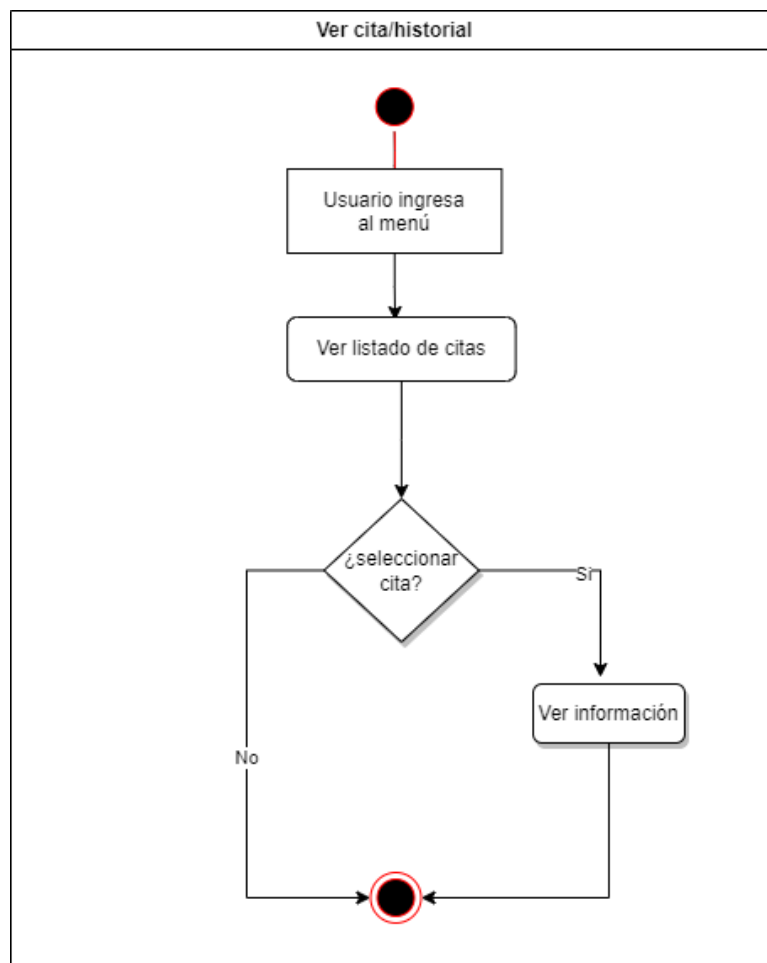 Ver cita/historial
Usuario ingresa
al menú
Ver listado de citas
¿seleccionar
cita?
Si
Ver información
No